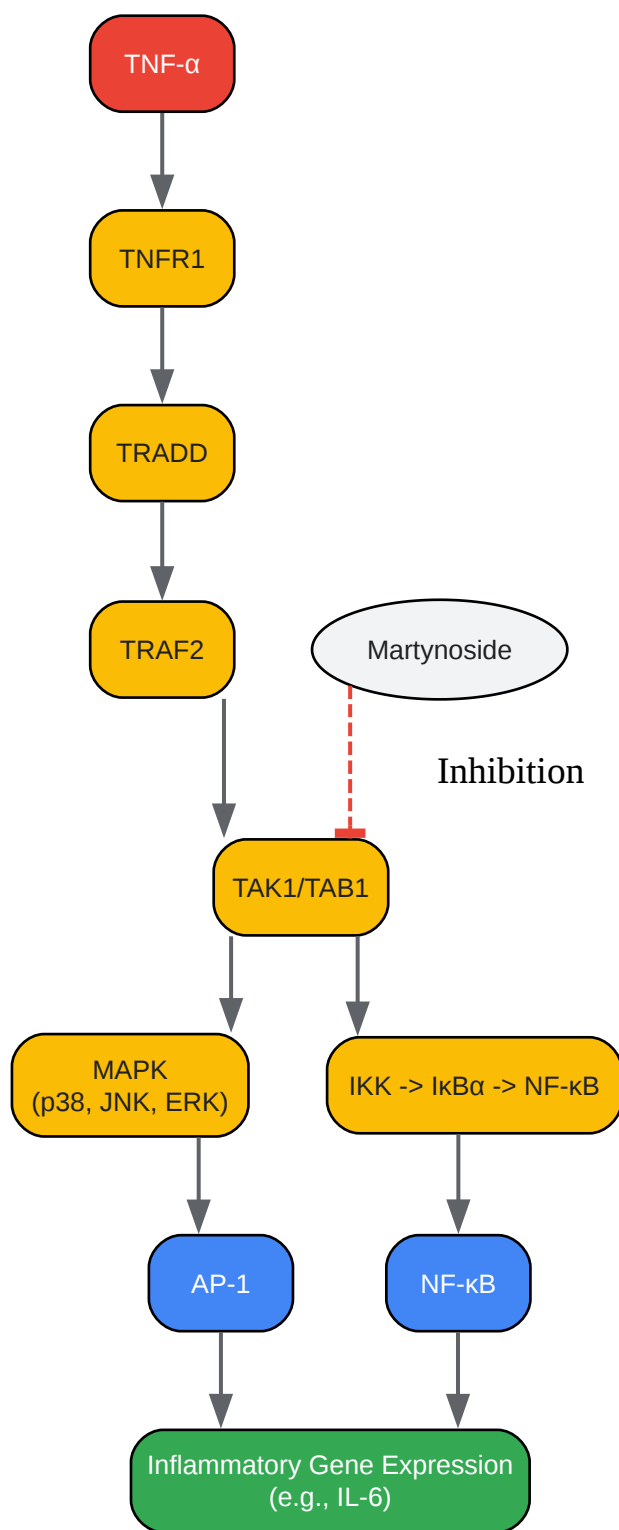 TNF-α
TNFR1
TRADD
TRAF2
Martynoside
Inhibition
TAK1/TAB1
MAPK
(p38, JNK, ERK)
IKK -> IκBα -> NF-κB
AP-1
NF-κB
Inflammatory Gene Expression
(e.g., IL-6)